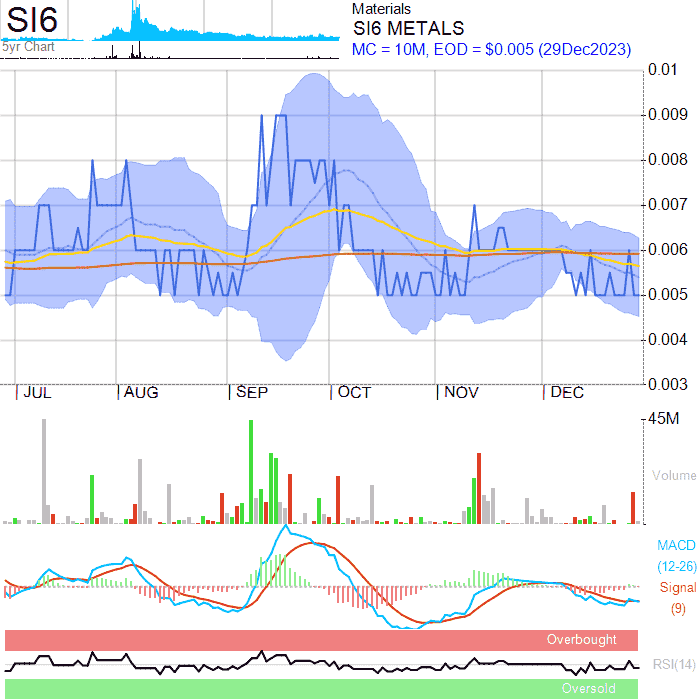 SI6
5yr Chart
Materials
SI6 METALS
MC = 10M, EOD = $0.005 (29Dec2023)
0.01
0.009
0.008
0.007
0.006
0.005
0.004
0.003
JUL AUG SEP OCT NOV DEC
45M
Volume
MACD
(12-26)
Signal
(9)
Overbought
RSI(14)
Oversold